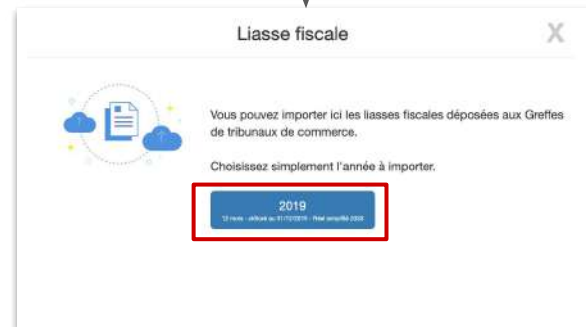 Liasse fiscale
X
Vous pouvez importer ici les liasses fiscales déposées aux Greffes
de tribunaux de commerce.
Choisissez simplement l'année à importer.
2019
12 mois - clôturé au 31/12/2019 - Réel simplifié 2020